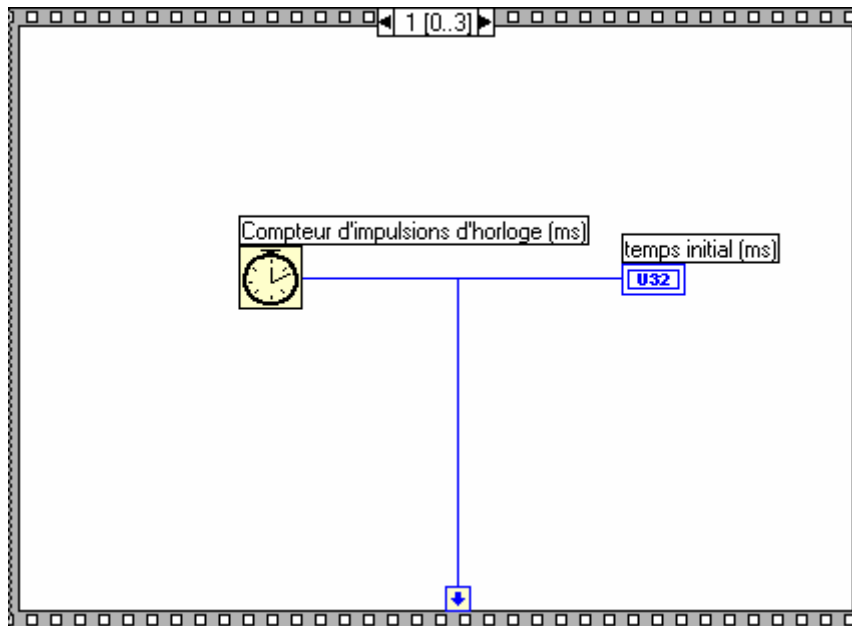 1 [0..3]
Compteur d'impulsions d'horloge (ms)
temps initial (ms)
U32